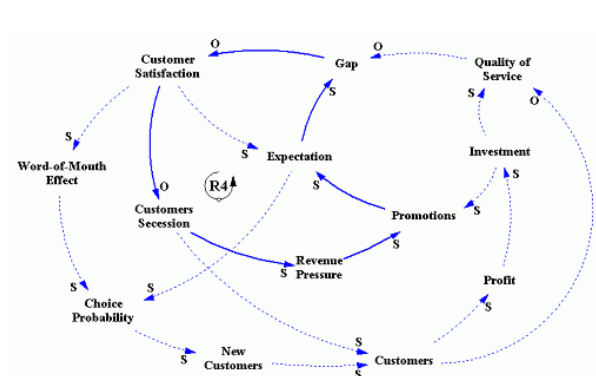 O
O
Customer
Satisfaction
Gap
Quality of
Service
S
S
O
S
Word-of-Mouth
Effect
S
Expectation
Investment
S
R4
S
O
Customers
Secession
S
Promotions
S
S
Revenue
Pressure
Profit
S
S
S
Choice
Probability
S
New
Customers
S
S
S
Customers